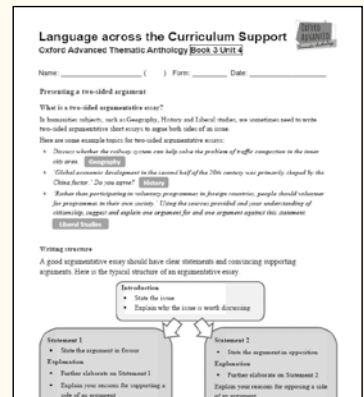 Language across the Curriculum Support
OXFORD
ADVANCED
Thematic Anthology
Oxford Advanced Thematic Anthology Book 3 Unit 4
Name: ____________ ( ) Form: ________ Date: ____________
Presenting a two-sided argument
What is a two-sided argumentative essay?
In humanities subjects, such as Geography, History and Liberal studies, we sometimes need to write
two-sided argumentative short essays to argue both sides of an issue.
Here are some example topics for two-sided argumentative essays:
• Discuss whether the railway system can help solve the problem of traffic congestion in the inner
city area. Geography
• 'Global economic development in the second half of the 20th century was primarily shaped by the
China factor.' Do you agree? History
• 'Rather than participating in voluntary programmes in foreign countries, people should volunteer
for programmes in their own society.' Using the sources provided and your understanding of
citizenship, suggest and explain one argument for and one argument against this statement.
Liberal Studies
Writing structure
A good argumentative essay should have clear statements and convincing supporting
arguments. Here is the typical structure of an argumentative essay.
Introduction
• State the issue
• Explain why the issue is worth discussing
Statement 1
• State the argument in favour
Explanation
• Further elaborate on Statement 1
• Explain your reasons for supporting a
side of an argument
Statement 2
• State the argument in opposition
Explanation
• Further elaborate on Statement 2
Explain your reasons for opposing a side
of an argument